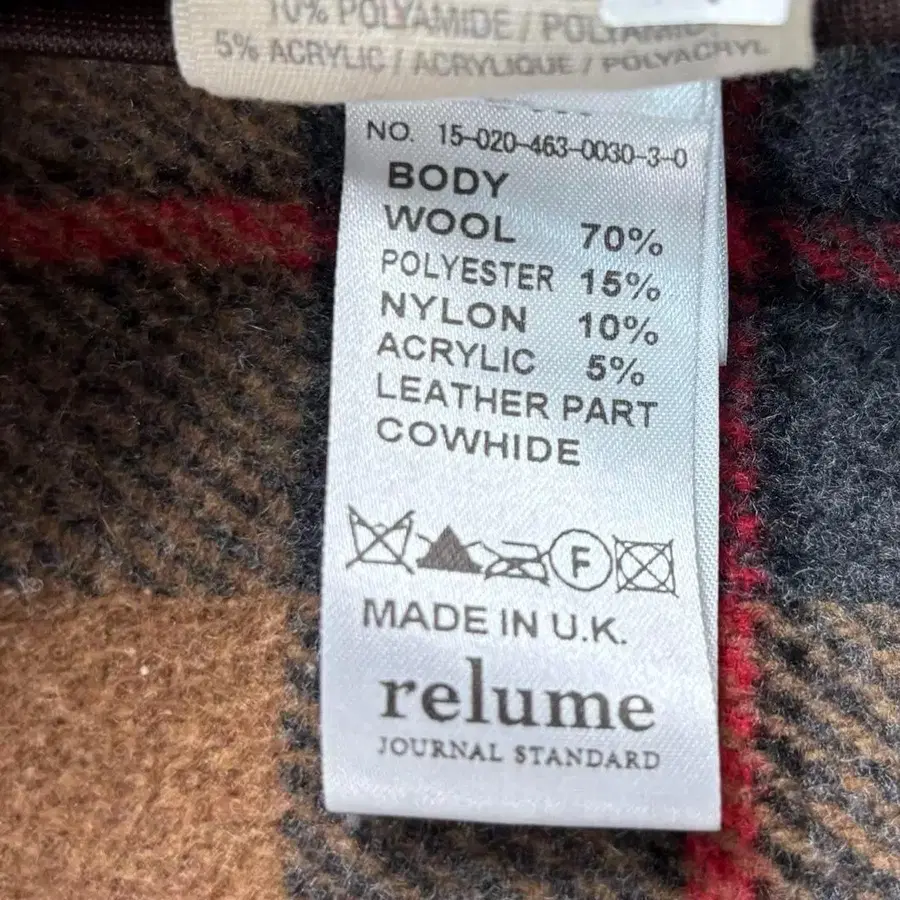 10% POLYAMIDE / POLYAMID
5% ACRYLIC / ACRYLIQUE / POLYACRYL
NO. 15-020-463-0030-3-0
BODY
WOOL 70%
POLYESTER 15%
NYLON 10%
ACRYLIC 5%
LEATHER PART
COWHIDE
F
MADE IN U.K.
relume
JOURNAL STANDARD